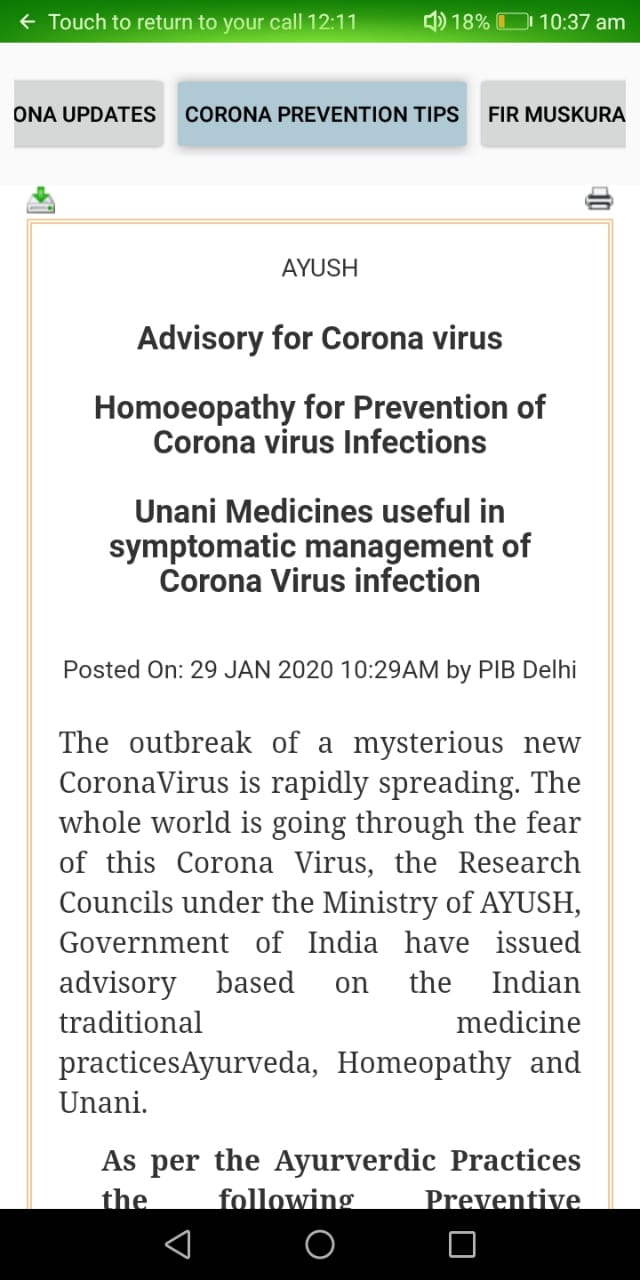 Touch to return to your call 12:11 18% 10:37 am
ONA UPDATES CORONA PREVENTION TIPS FIR MUSKURA
AYUSH
Advisory for Corona virus
Homoeopathy for Prevention of
Corona virus Infections
Unani Medicines useful in
symptomatic management of
Corona Virus infection
Posted On: 29 JAN 2020 10:29AM by PIB Delhi
The outbreak of a mysterious new
CoronaVirus is rapidly spreading. The
whole world is going through the fear
of this Corona Virus, the Research
Councils under the Ministry of AYUSH,
Government of India have issued
advisory based on the Indian
traditional medicine
practicesAyurveda, Homeopathy and
Unani.
As per the Ayurverdic Practices
the following Preventive